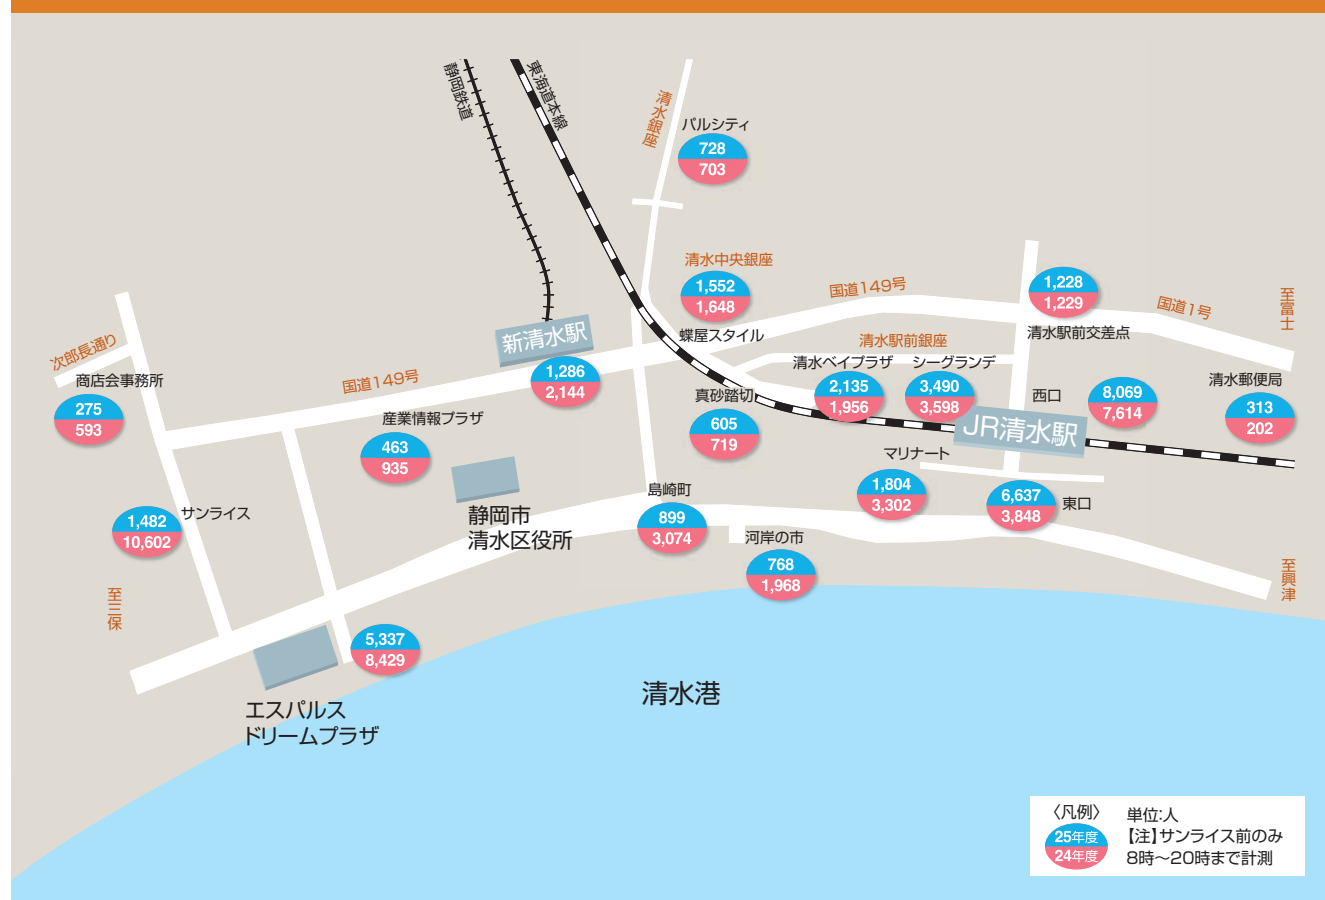 静岡鉄道
東海道本線
清水銀座
パルシティ
728
703
清水中央銀座
1,552
1,648
蝶屋スタイル
国道149号
1,228
1,229
清水駅前交差点
国道1号
至富士
次郎長通り
商店会事務所
275
593
国道149号
新清水駅
1,286
2,144
清水駅前銀座
清水ベイプラザ
2,135
1,956
シーグランデ
3,490
3,598
西口
8,069
7,614
清水郵便局
313
202
産業情報プラザ
463
935
真砂踏切
605
719
JR清水駅
マリナート
1,804
3,302
6,637
3,848
東口
サンライス
1,482
10,602
静岡市
清水区役所
島崎町
899
3,074
河岸の市
768
1,968
至興津
至三保
5,337
8,429
エスパルス
ドリームプラザ
清水港
〈凡例〉
25年度
24年度
単位:人
【注】サンライス前のみ
8時～20時まで計測